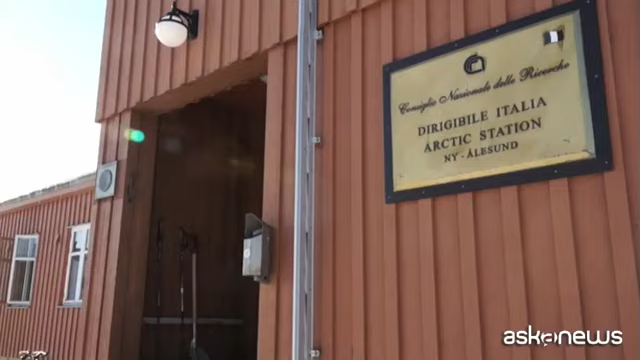 Consiglio Nazionale delle Ricerche
DIRIGIBILE ITALIA
ARCTIC STATION
NY-ÅLESUND
askanews